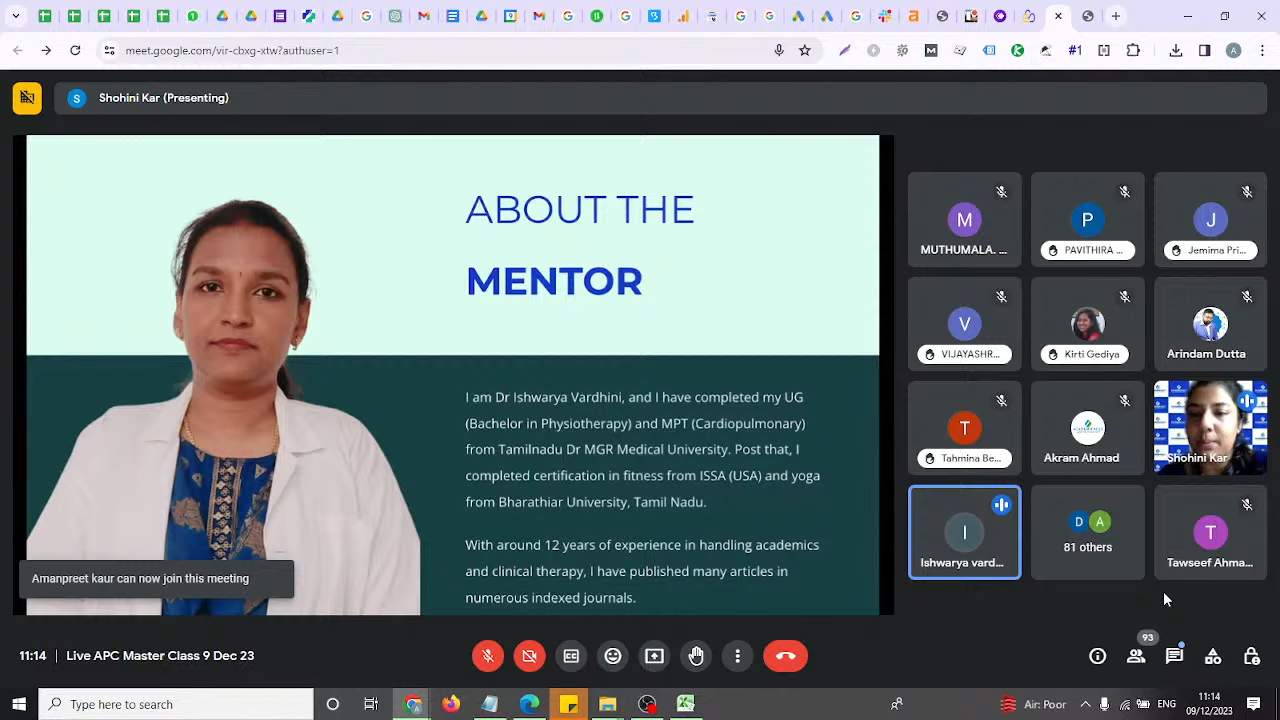 meet.google.com/vir-cbxg-xtw?authuser=1
A
S
Shohini Kar (Presenting)
ABOUT THE
MENTOR
I am Dr Ishwarya Vardhini, and I have completed my UG
(Bachelor in Physiotherapy) and MPT (Cardiopulmonary)
from Tamilnadu Dr MGR Medical University. Post that, I
completed certification in fitness from ISSA (USA) and yoga
from Bharathiar University, Tamil Nadu.
With around 12 years of experience in handling academics
and clinical therapy, I have published many articles in
numerous indexed journals.
Amanpreet kaur can now join this meeting
M
MUTHUMALA. ...
P
PAVITHIRA ...
J
Jemima Pri...
V
VIJAYASHR...
Kirti Gediya
Arindam Dutta
T
Tahmina Be...
Akram Ahmad
Shohini Kar
I
Ishwarya vard...
D A
81 others
T
Tawseef Ahma...
11:14 | Live APC Master Class 9 Dec 23
93
Type here to search
Air: Poor
ENG
11:14
09/12/2023